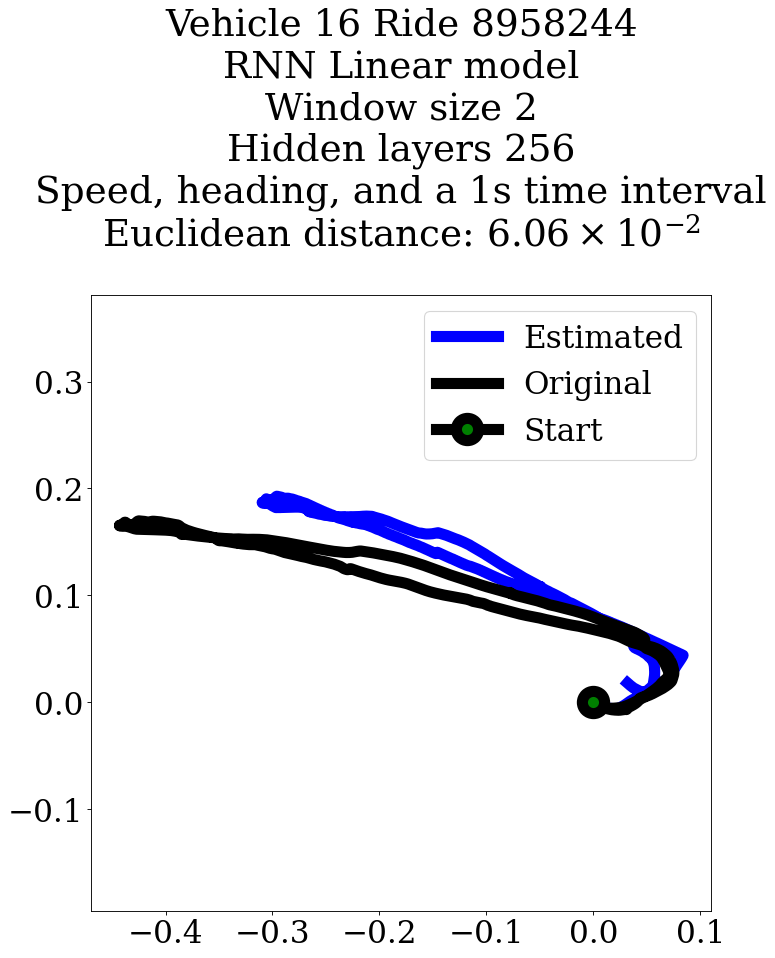 Vehicle 16 Ride 8958244
RNN Linear model
Window size 2
Hidden layers 256
Speed, heading, and a 1s time interval
Euclidean distance: 6.06 × 10⁻²
Estimated
Original
Start
0.3
0.2
0.1
0.0
−0.1
−0.4 −0.3 −0.2 −0.1 0.0 0.1